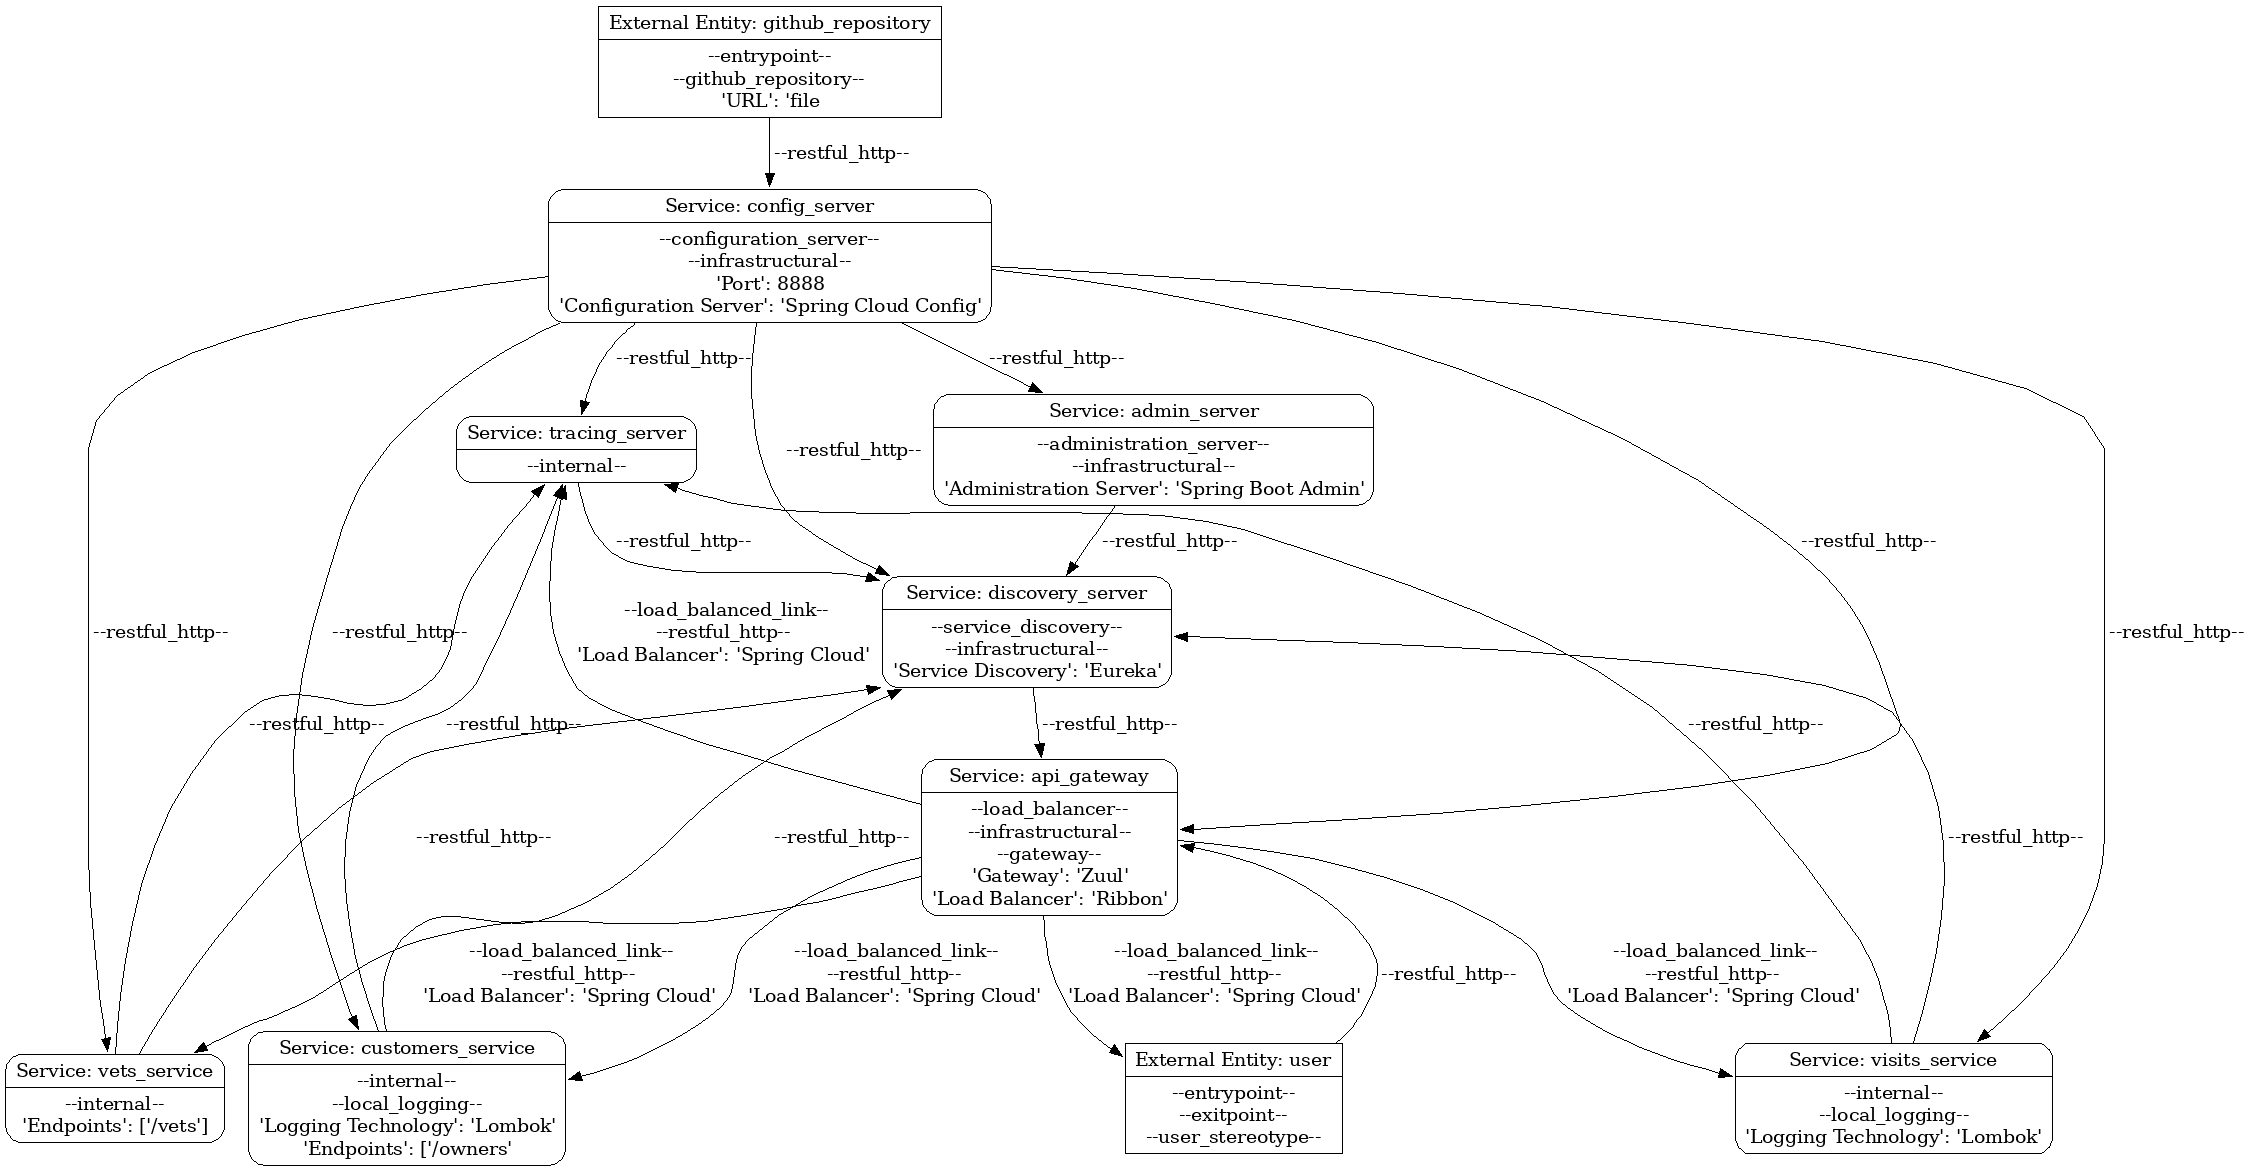 External Entity: github_repository
--entrypoint--
--github_repository--
'URL': 'file
--restful_http--
Service: config_server
--configuration_server--
--infrastructural--
'Port': 8888
'Configuration Server': 'Spring Cloud Config'
--restful_http--
--restful_http--
--restful_http--
Service: admin_server
--administration_server--
--infrastructural--
'Administration Server': 'Spring Boot Admin'
Service: tracing_server
--internal--
--restful_http--
--restful_http--
--restful_http--
--restful_http--
Service: discovery_server
--service_discovery--
--infrastructural--
'Service Discovery': 'Eureka'
--restful_http--
--restful_http--
--load_balanced_link--
--restful_http--
'Load Balancer': 'Spring Cloud'
--restful_http--
--restful_http--
--restful_http--
--restful_http--
--restful_http--
Service: api_gateway
--load_balancer--
--infrastructural--
--gateway--
'Gateway': 'Zuul'
'Load Balancer': 'Ribbon'
--restful_http--
--restful_http--
--restful_http--
--load_balanced_link--
--restful_http--
'Load Balancer': 'Spring Cloud'
--load_balanced_link--
--restful_http--
'Load Balancer': 'Spring Cloud'
--load_balanced_link--
--restful_http--
'Load Balancer': 'Spring Cloud'
--restful_http--
--load_balanced_link--
--restful_http--
'Load Balancer': 'Spring Cloud'
Service: vets_service
--internal--
'Endpoints': ['/vets']
Service: customers_service
--internal--
--local_logging--
'Logging Technology': 'Lombok'
'Endpoints': ['/owners'
External Entity: user
--entrypoint--
--exitpoint--
--user_stereotype--
Service: visits_service
--internal--
--local_logging--
'Logging Technology': 'Lombok'